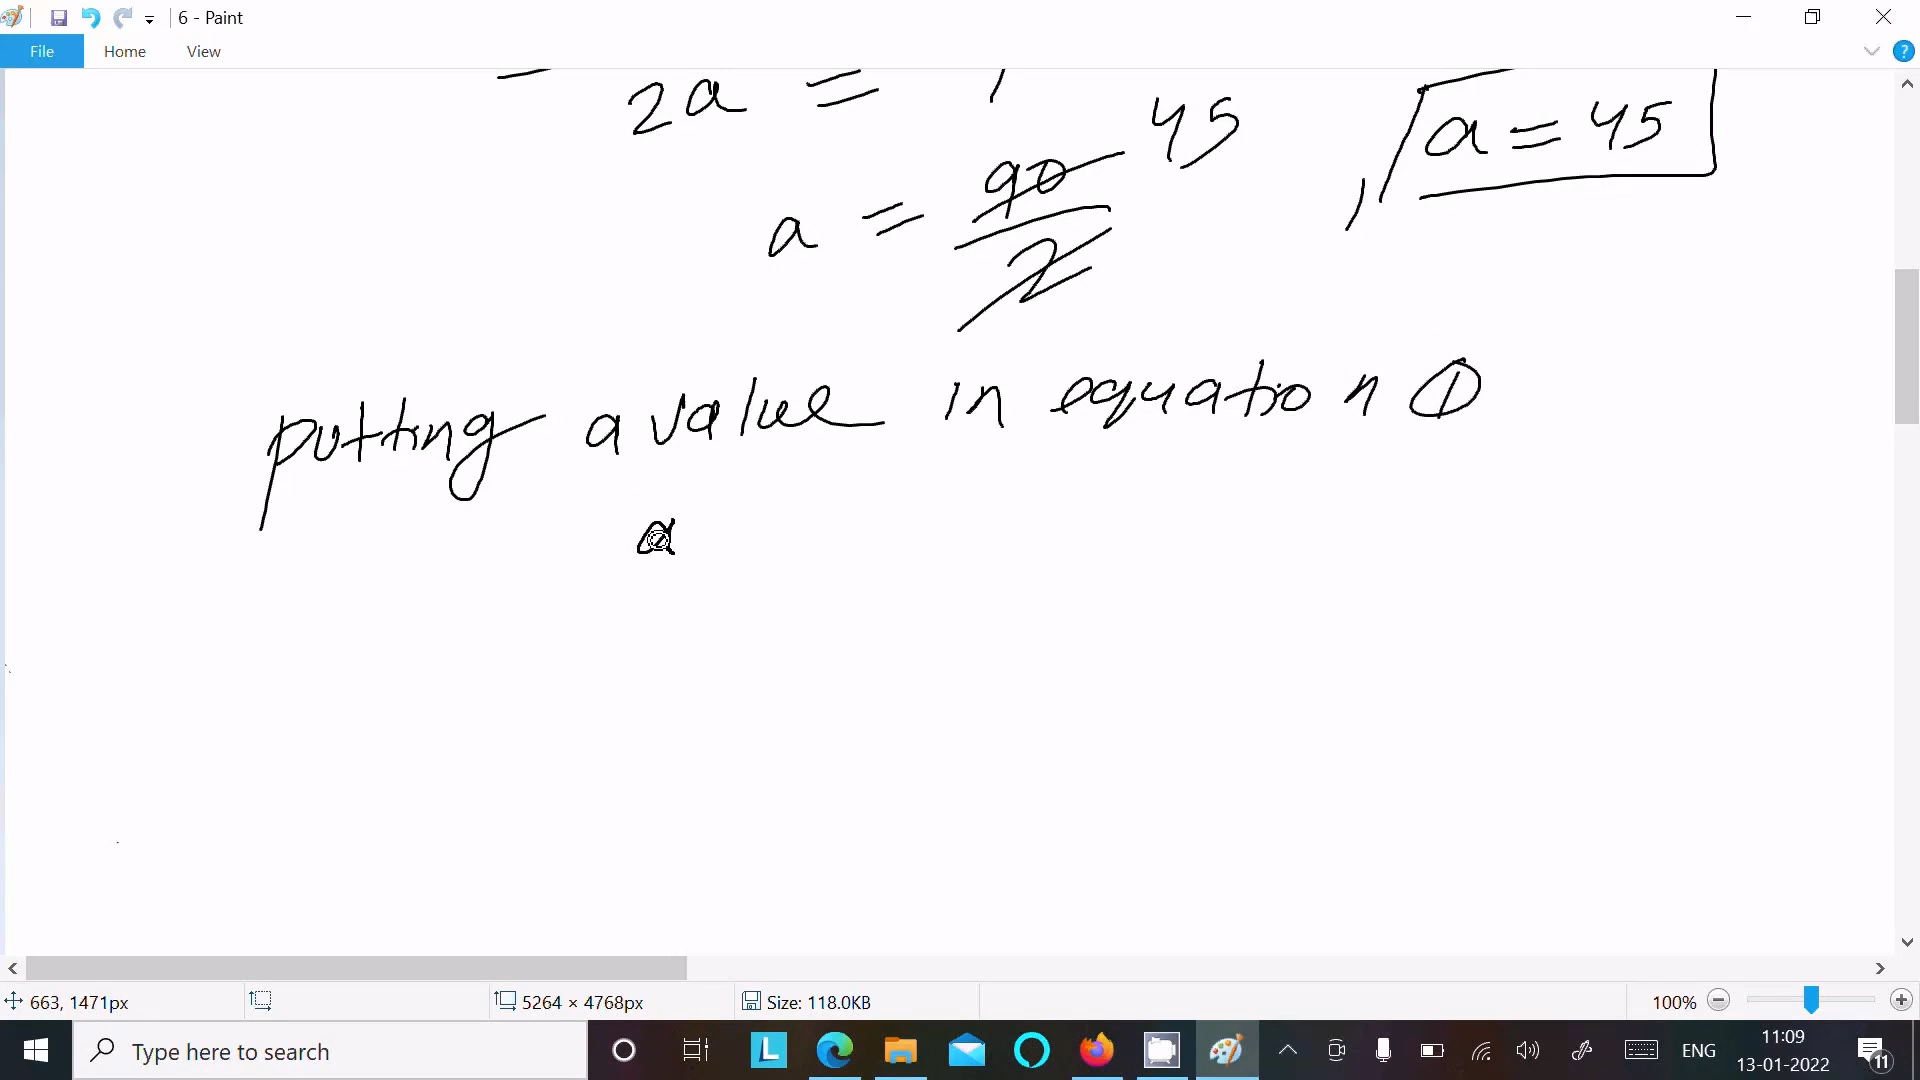 6 - Paint
File Home View
2a =
45
a = 45
a = 90/2
putting a value in equation ①
a
663, 1471px 5264 × 4768px Size: 118.0KB 100%
Type here to search L ENG 11:09
13-01-2022 11